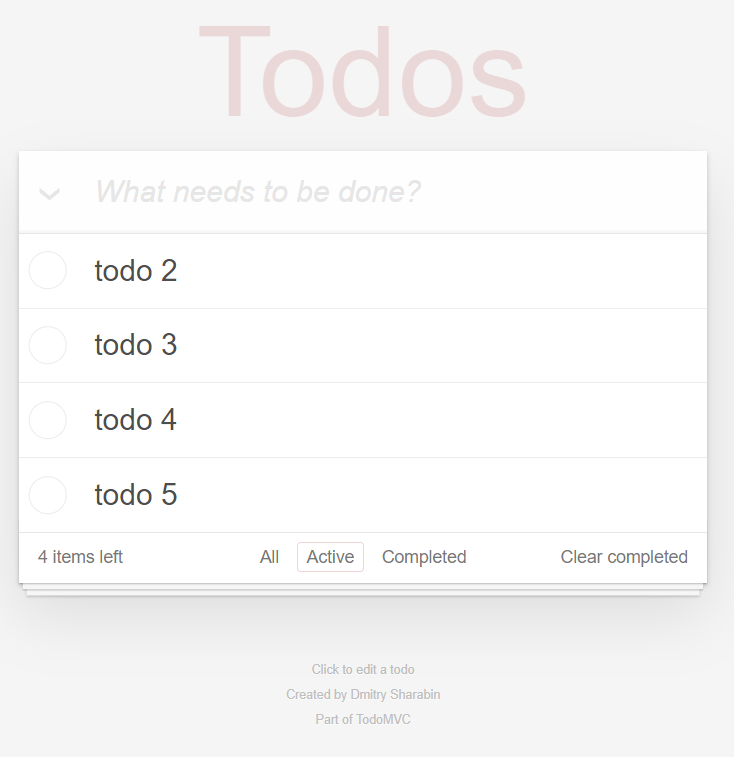 Todos
What needs to be done?
todo 2
todo 3
todo 4
todo 5
4 items left All Active Completed Clear completed
Click to edit a todo
Created by Dmitry Sharabin
Part of TodoMVC